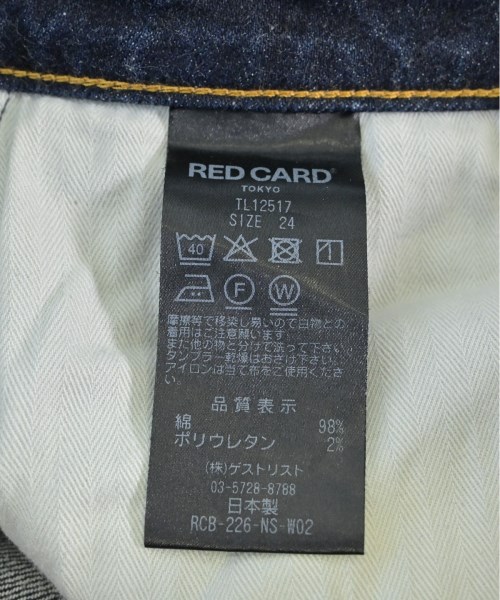 RED CARD
TOKYO
TL12517
SIZE 24
40
F W
摩擦等で移染し易いので白物との
着用はご注意願います
また他の物と分けて洗って下さい
タンブラー乾燥はおさけ下さい
アイロンは当て布をご使用下さい
品質表示
綿 98%
ポリウレタン 2%
(株)ゲストリスト
03-5728-8788
日本製
RCB-226-NS-W02